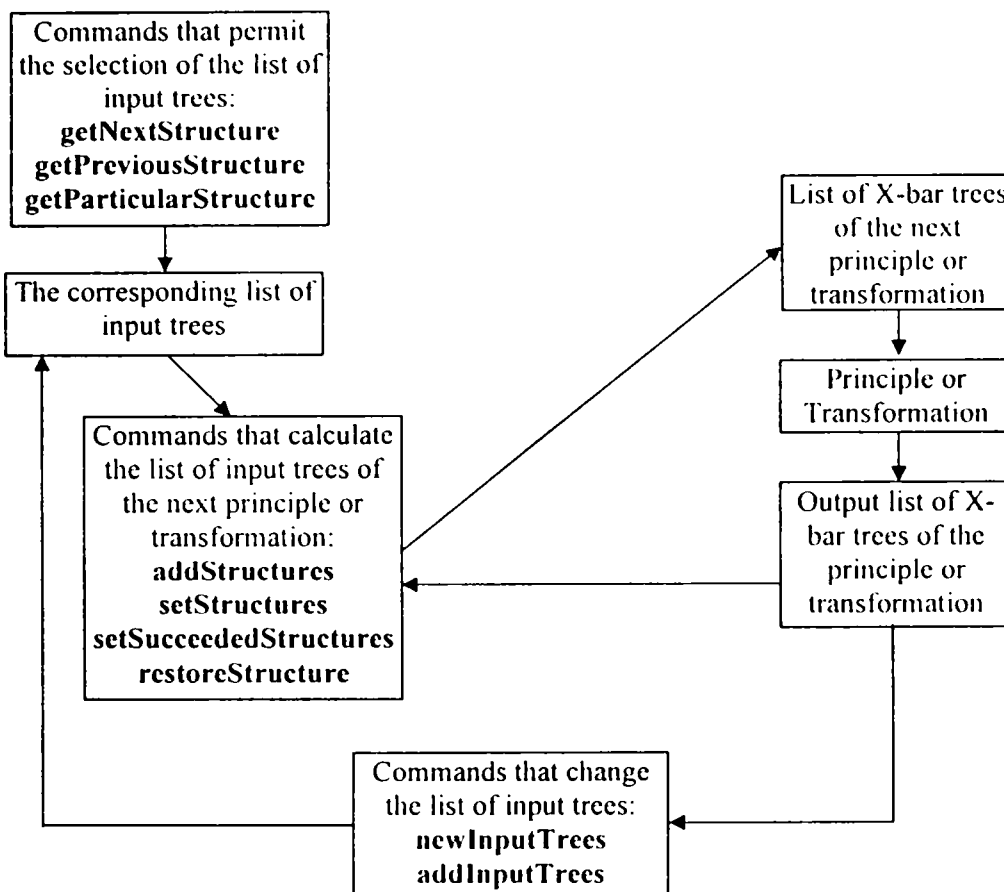 Commands that permit
the selection of the list of
input trees:
getNextStructure
getPreviousStructure
getParticularStructure
The corresponding list of
input trees
Commands that calculate
the list of input trees of
the next principle or
transformation:
addStructures
setStructures
setSucceededStructures
restoreStructure
List of X-bar trees
of the next
principle or
transformation
Principle or
Transformation
Output list of X-
bar trees of the
principle or
transformation
Commands that change
the list of input trees:
newInputTrees
addInputTrees